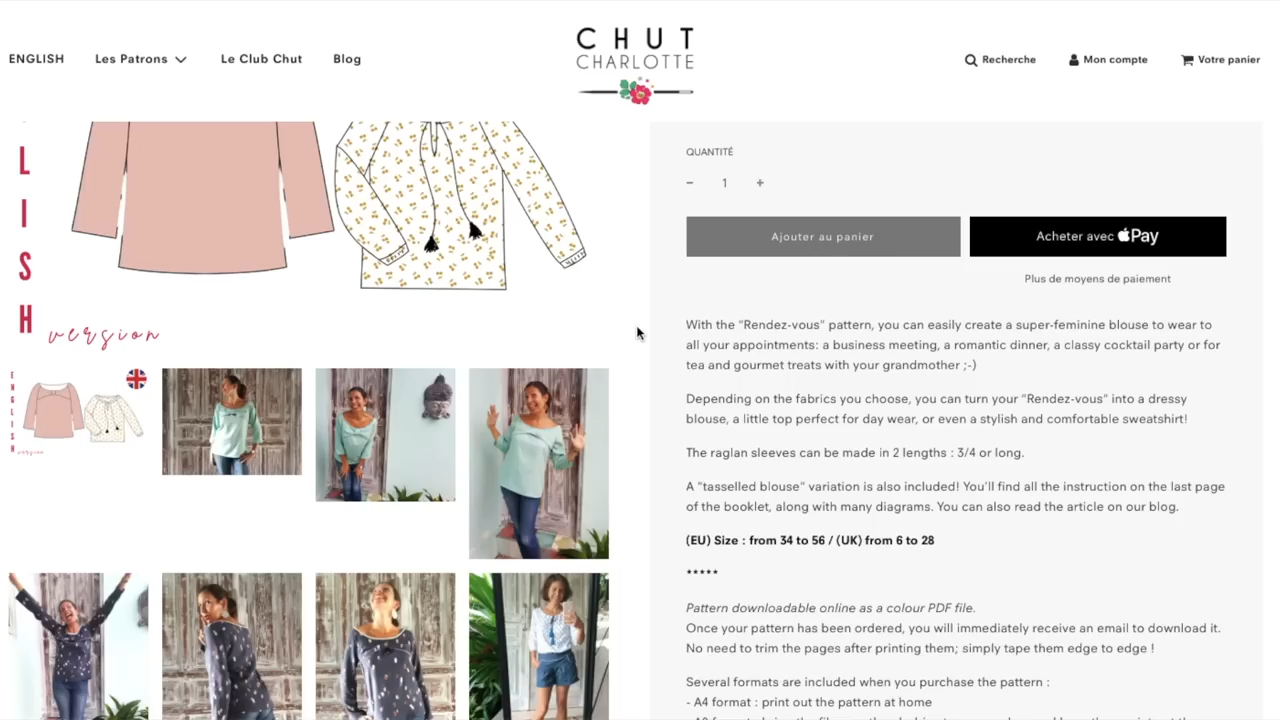 ENGLISH
Les Patrons
Le Club Chut
Blog
CHUT
CHARLOTTE
Recherche
Mon compte
Votre panier
L
I
S
H
version
E
N
G
L
I
S
H
version
QUANTITÉ
− 1 +
Ajouter au panier
Acheter avec Pay
Plus de moyens de paiement
With the "Rendez-vous" pattern, you can easily create a super-feminine blouse to wear to
all your appointments: a business meeting, a romantic dinner, a classy cocktail party or for
tea and gourmet treats with your grandmother ;-)
Depending on the fabrics you choose, you can turn your "Rendez-vous" into a dressy
blouse, a little top perfect for day wear, or even a stylish and comfortable sweatshirt!
The raglan sleeves can be made in 2 lengths : 3/4 or long.
A "tasselled blouse" variation is also included! You'll find all the instruction on the last page
of the booklet, along with many diagrams. You can also read the article on our blog.
(EU) Size : from 34 to 56 / (UK) from 6 to 28
*****
Pattern downloadable online as a colour PDF file.
Once your pattern has been ordered, you will immediately receive an email to download it.
No need to trim the pages after printing them; simply tape them edge to edge !
Several formats are included when you purchase the pattern :
- A4 format : print out the pattern at home